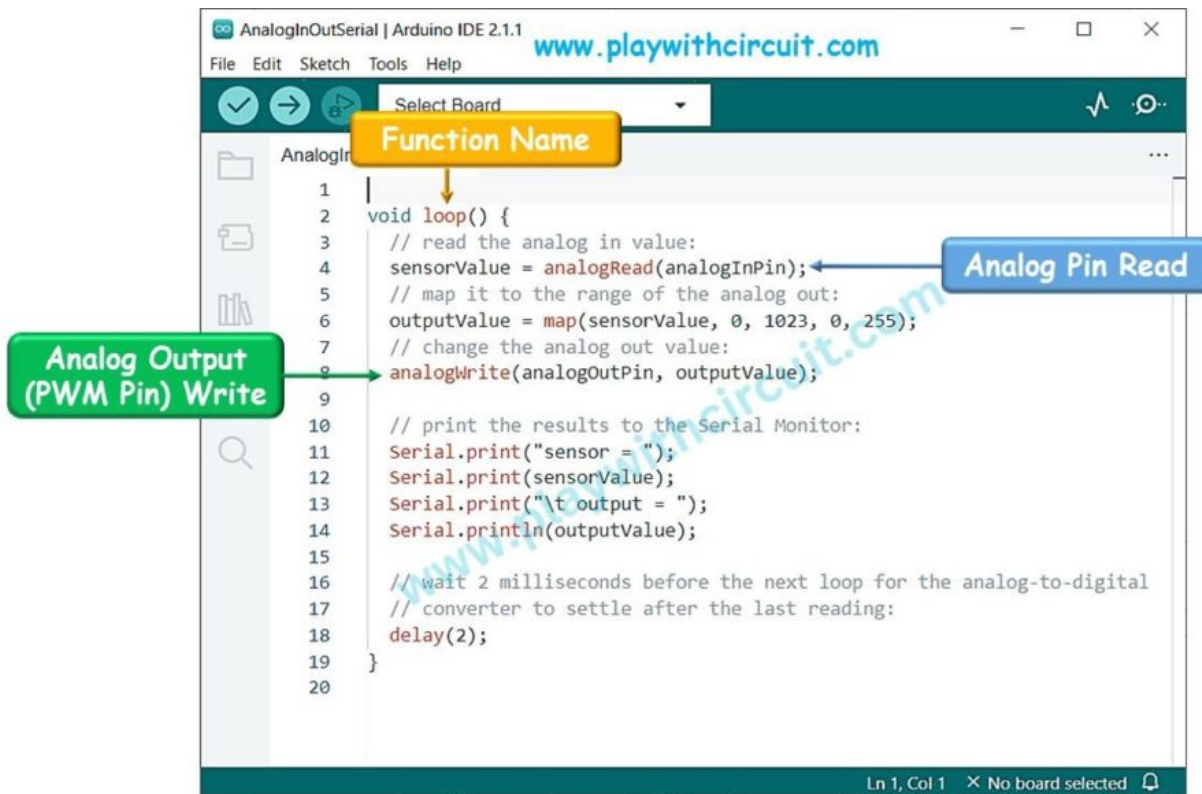 AnalogInOutSerial | Arduino IDE 2.1.1
www.playwithcircuit.com
File Edit Sketch Tools Help
Select Board
Function Name
AnalogIn
...
1
2 void loop() {
3 // read the analog in value:
4 sensorValue = analogRead(analogInPin);
Analog Pin Read
5 // map it to the range of the analog out:
6 outputValue = map(sensorValue, 0, 1023, 0, 255);
7 // change the analog out value:
Analog Output
(PWM Pin) Write
8 analogWrite(analogOutPin, outputValue);
9
10 // print the results to the Serial Monitor:
11 Serial.print("sensor = ");
12 Serial.print(sensorValue);
13 Serial.print("\t output = ");
14 Serial.println(outputValue);
15
16 // wait 2 milliseconds before the next loop for the analog-to-digital
17 // converter to settle after the last reading:
18 delay(2);
19 }
20
www.playwithcircuit.com
Ln 1, Col 1 × No board selected